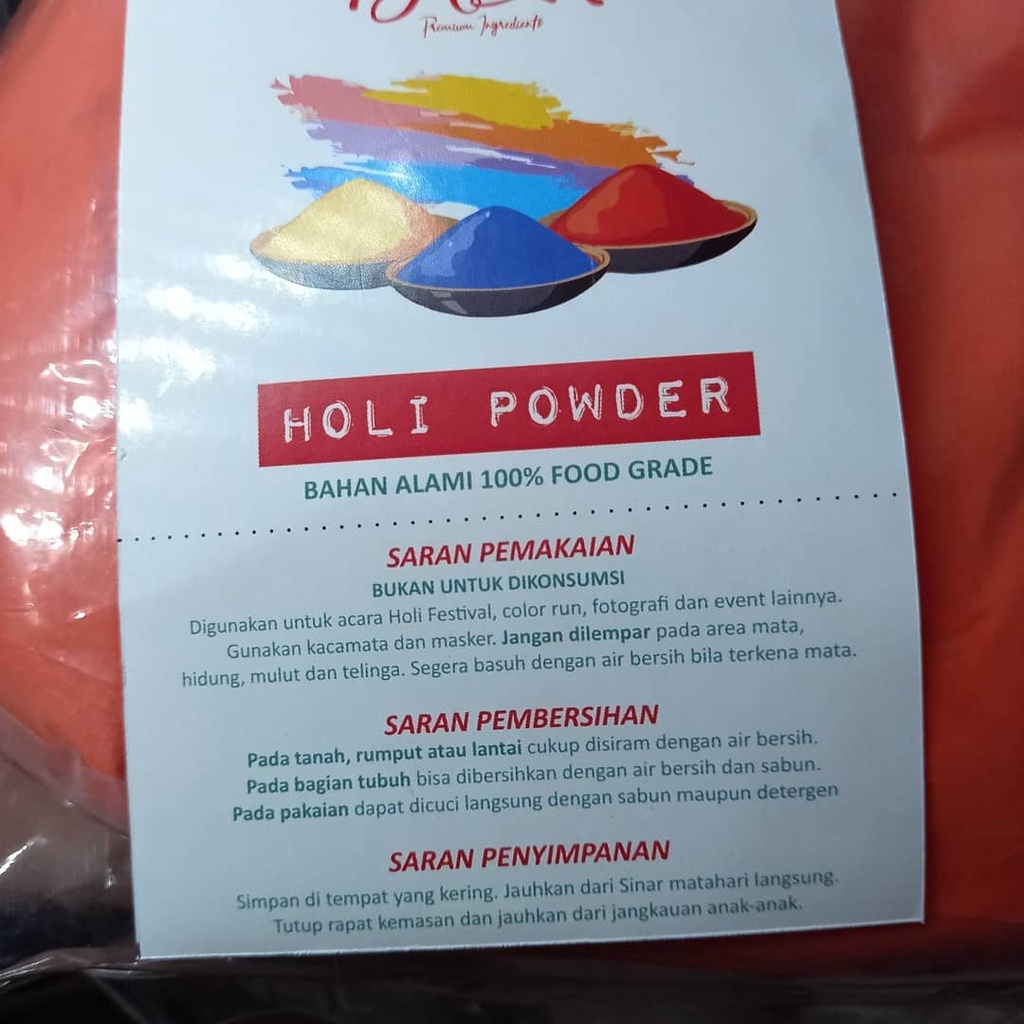 Premium Ingredients
HOLI POWDER
BAHAN ALAMI 100% FOOD GRADE
SARAN PEMAKAIAN
BUKAN UNTUK DIKONSUMSI
Digunakan untuk acara Holi Festival, color run, fotografi dan event lainnya.
Gunakan kacamata dan masker. Jangan dilempar pada area mata,
hidung, mulut dan telinga. Segera basuh dengan air bersih bila terkena mata.
SARAN PEMBERSIHAN
Pada tanah, rumput atau lantai cukup disiram dengan air bersih.
Pada bagian tubuh bisa dibersihkan dengan air bersih dan sabun.
Pada pakaian dapat dicuci langsung dengan sabun maupun detergen
SARAN PENYIMPANAN
Simpan di tempat yang kering. Jauhkan dari Sinar matahari langsung.
Tutup rapat kemasan dan jauhkan dari jangkauan anak-anak.